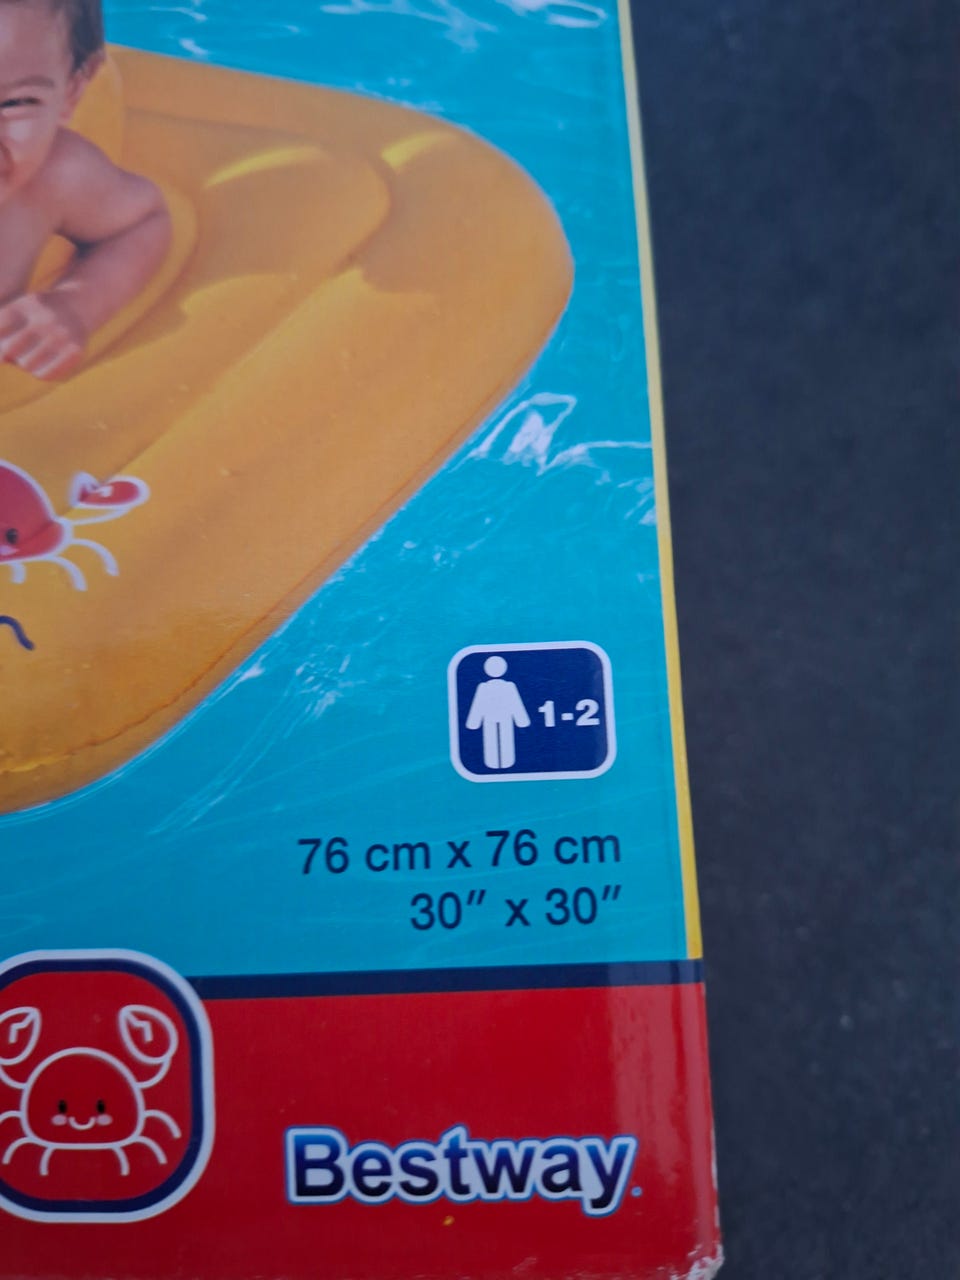 1-2
76 cm x 76 cm
30″ x 30″
Bestway.